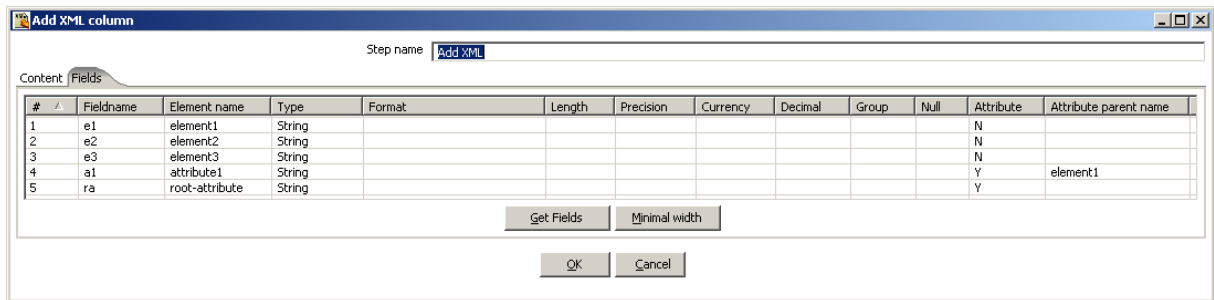 Add XML column
Step name Add XML
Content Fields
# Fieldname Element name Type Format Length Precision Currency Decimal Group Null Attribute Attribute parent name
1 e1 element1 String N
2 e2 element2 String N
3 e3 element3 String N
4 a1 attribute1 String Y element1
5 ra root-attribute String Y
Get Fields Minimal width
OK Cancel